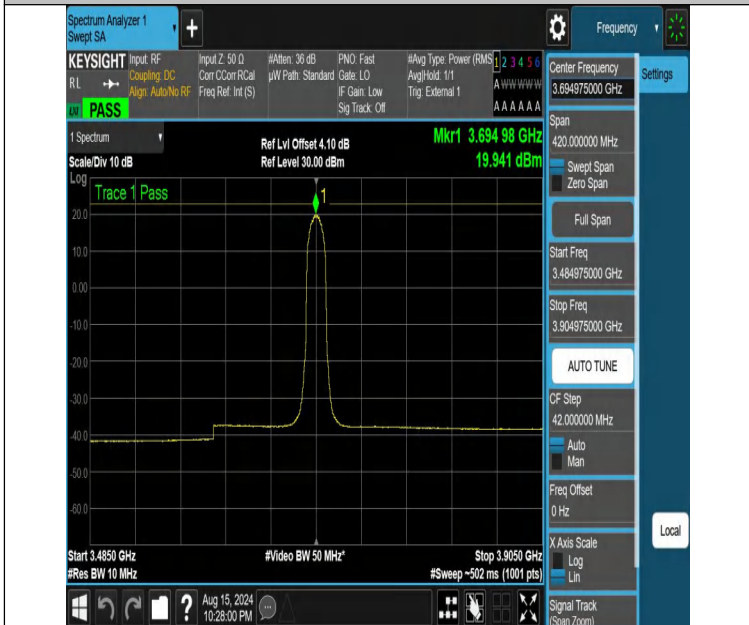 Spectrum Analyzer 1
Swept SA
Frequency
KEYSIGHT
RL
PASS
Input: RF
Coupling: DC
Align: Auto/No RF
Input Z: 50 Ω
Corr CCorr RCal
Freq Ref: Int (S)
#Atten: 36 dB
µW Path: Standard
PNO: Fast
Gate: LO
IF Gain: Low
Sig Track: Off
#Avg Type: Power (RMS
Avg|Hold: 1/1
Trig: External 1
1 2 3 4 5 6
A W W W W W
A A A A A A
1 Spectrum
Scale/Div 10 dB
Ref Lvl Offset 4.10 dB
Ref Level 30.00 dBm
Mkr1 3.694 98 GHz
19.941 dBm
Log
Trace 1 Pass
1
20.0
10.0
0.00
-10.0
-20.0
-30.0
-40.0
-50.0
-60.0
Start 3.4850 GHz
#Res BW 10 MHz
#Video BW 50 MHz*
Stop 3.9050 GHz
#Sweep ~502 ms (1001 pts)
Center Frequency
3.694975000 GHz
Settings
Span
420.000000 MHz
Swept Span
Zero Span
Full Span
Start Freq
3.484975000 GHz
Stop Freq
3.904975000 GHz
AUTO TUNE
CF Step
42.000000 MHz
Auto
Man
Freq Offset
0 Hz
X Axis Scale
Log
Lin
Local
Signal Track
(Span Zoom)
?
Aug 15, 2024
10:28:00 PM